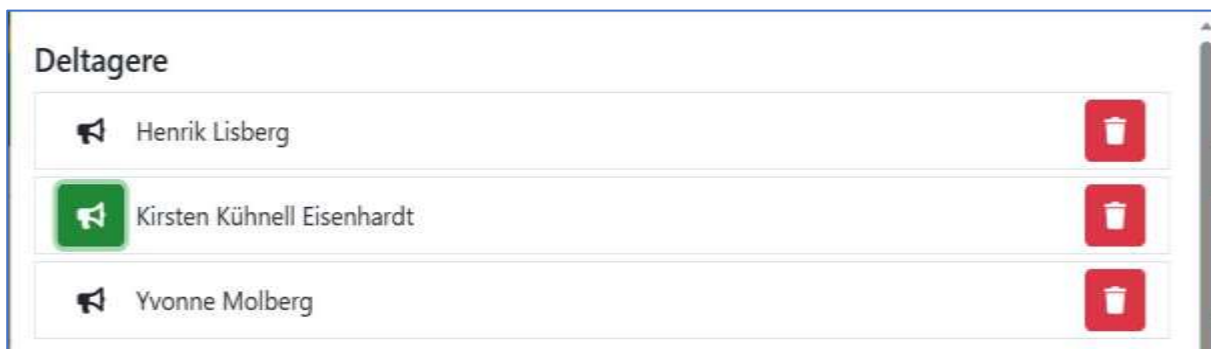 Deltagere
Henrik Lisberg
Kirsten Kühnell Eisenhardt
Yvonne Molberg